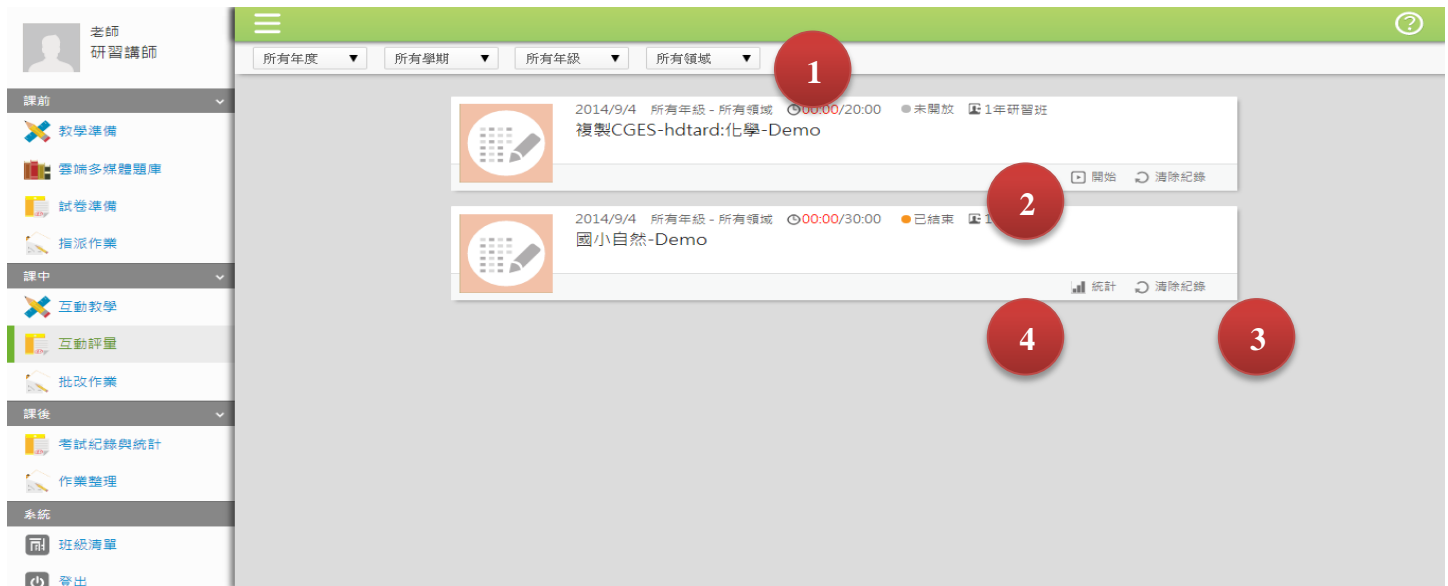 老師
研習講師
課前
教學準備
雲端多媒體題庫
試卷準備
指派作業
課中
互動教學
互動評量
批改作業
課後
考試紀錄與統計
作業整理
系統
班級清單
登出
所有年度 ▼ 所有學期 ▼ 所有年級 ▼ 所有領域 ▼
1
2014/9/4 所有年級 - 所有領域 00:00/20:00 ●未開放 1年研習班
複製CGES-hdtard:化學-Demo
開始 清除紀錄
2
2014/9/4 所有年級 - 所有領域 00:00/30:00 ●已結束
國小自然-Demo
統計 清除紀錄
4
3